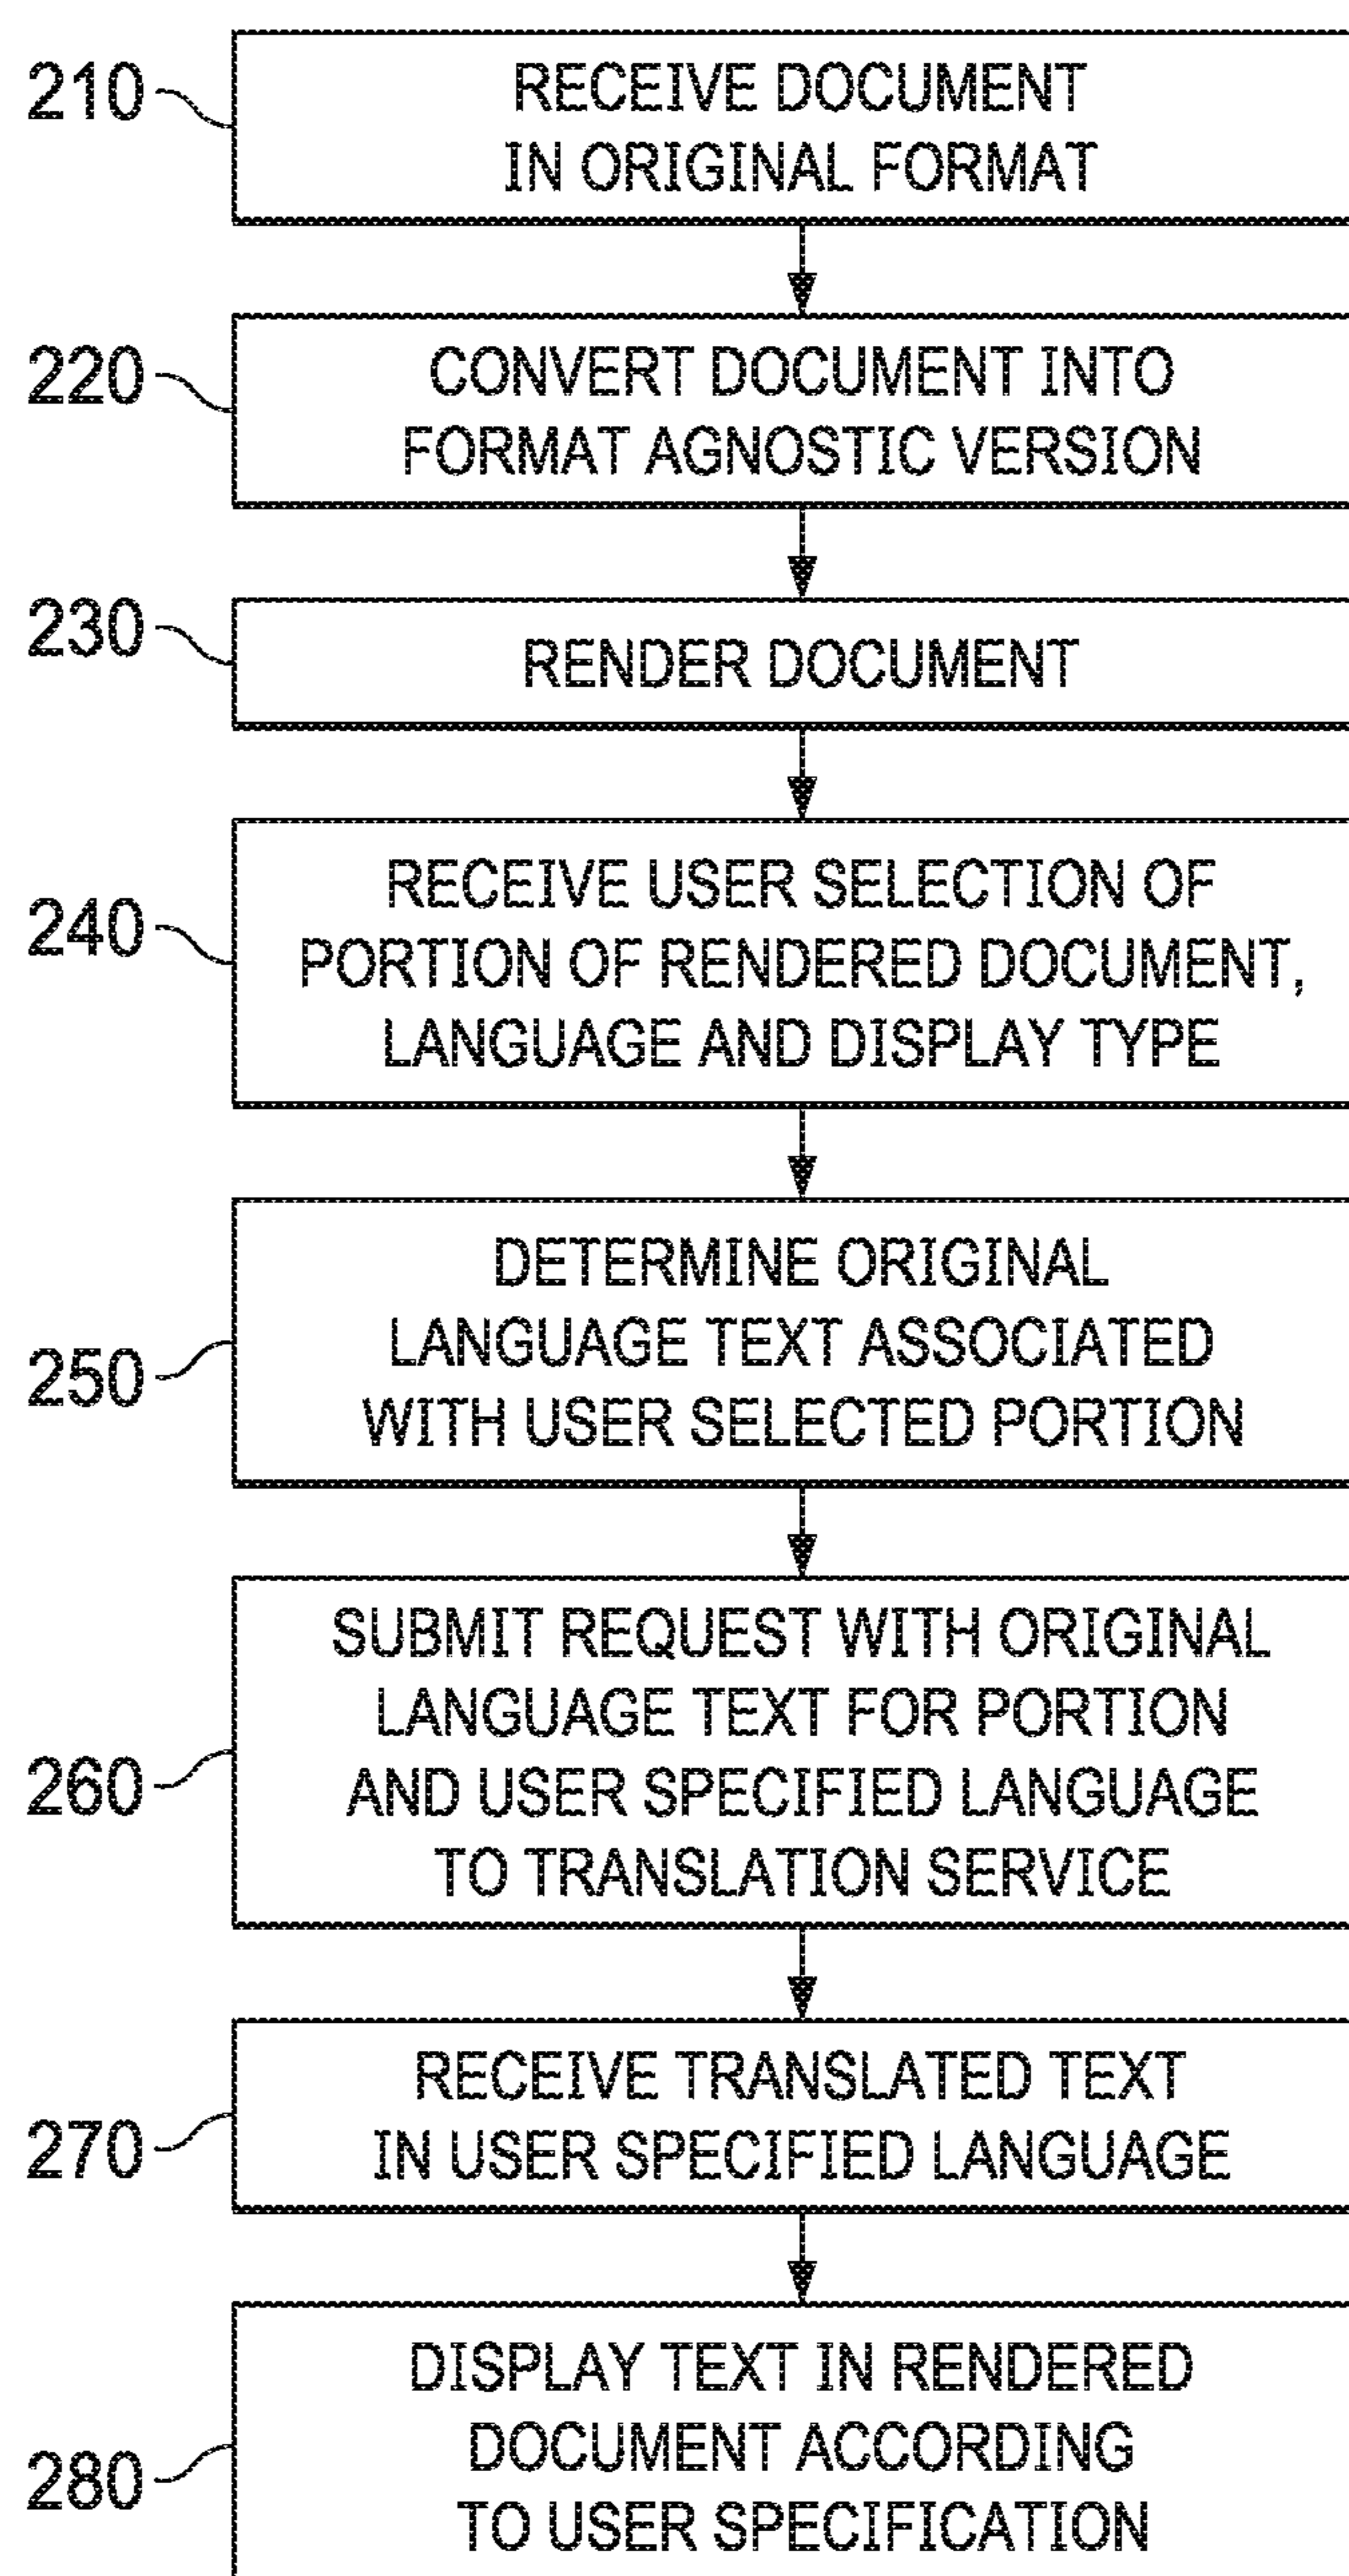 210
RECEIVE DOCUMENT
IN ORIGINAL FORMAT
220
CONVERT DOCUMENT INTO
FORMAT AGNOSTIC VERSION
230
RENDER DOCUMENT
240
RECEIVE USER SELECTION OF
PORTION OF RENDERED DOCUMENT,
LANGUAGE AND DISPLAY TYPE
250
DETERMINE ORIGINAL
LANGUAGE TEXT ASSOCIATED
WITH USER SELECTED PORTION
260
SUBMIT REQUEST WITH ORIGINAL
LANGUAGE TEXT FOR PORTION
AND USER SPECIFIED LANGUAGE
TO TRANSLATION SERVICE
270
RECEIVE TRANSLATED TEXT
IN USER SPECIFIED LANGUAGE
280
DISPLAY TEXT IN RENDERED
DOCUMENT ACCORDING
TO USER SPECIFICATION